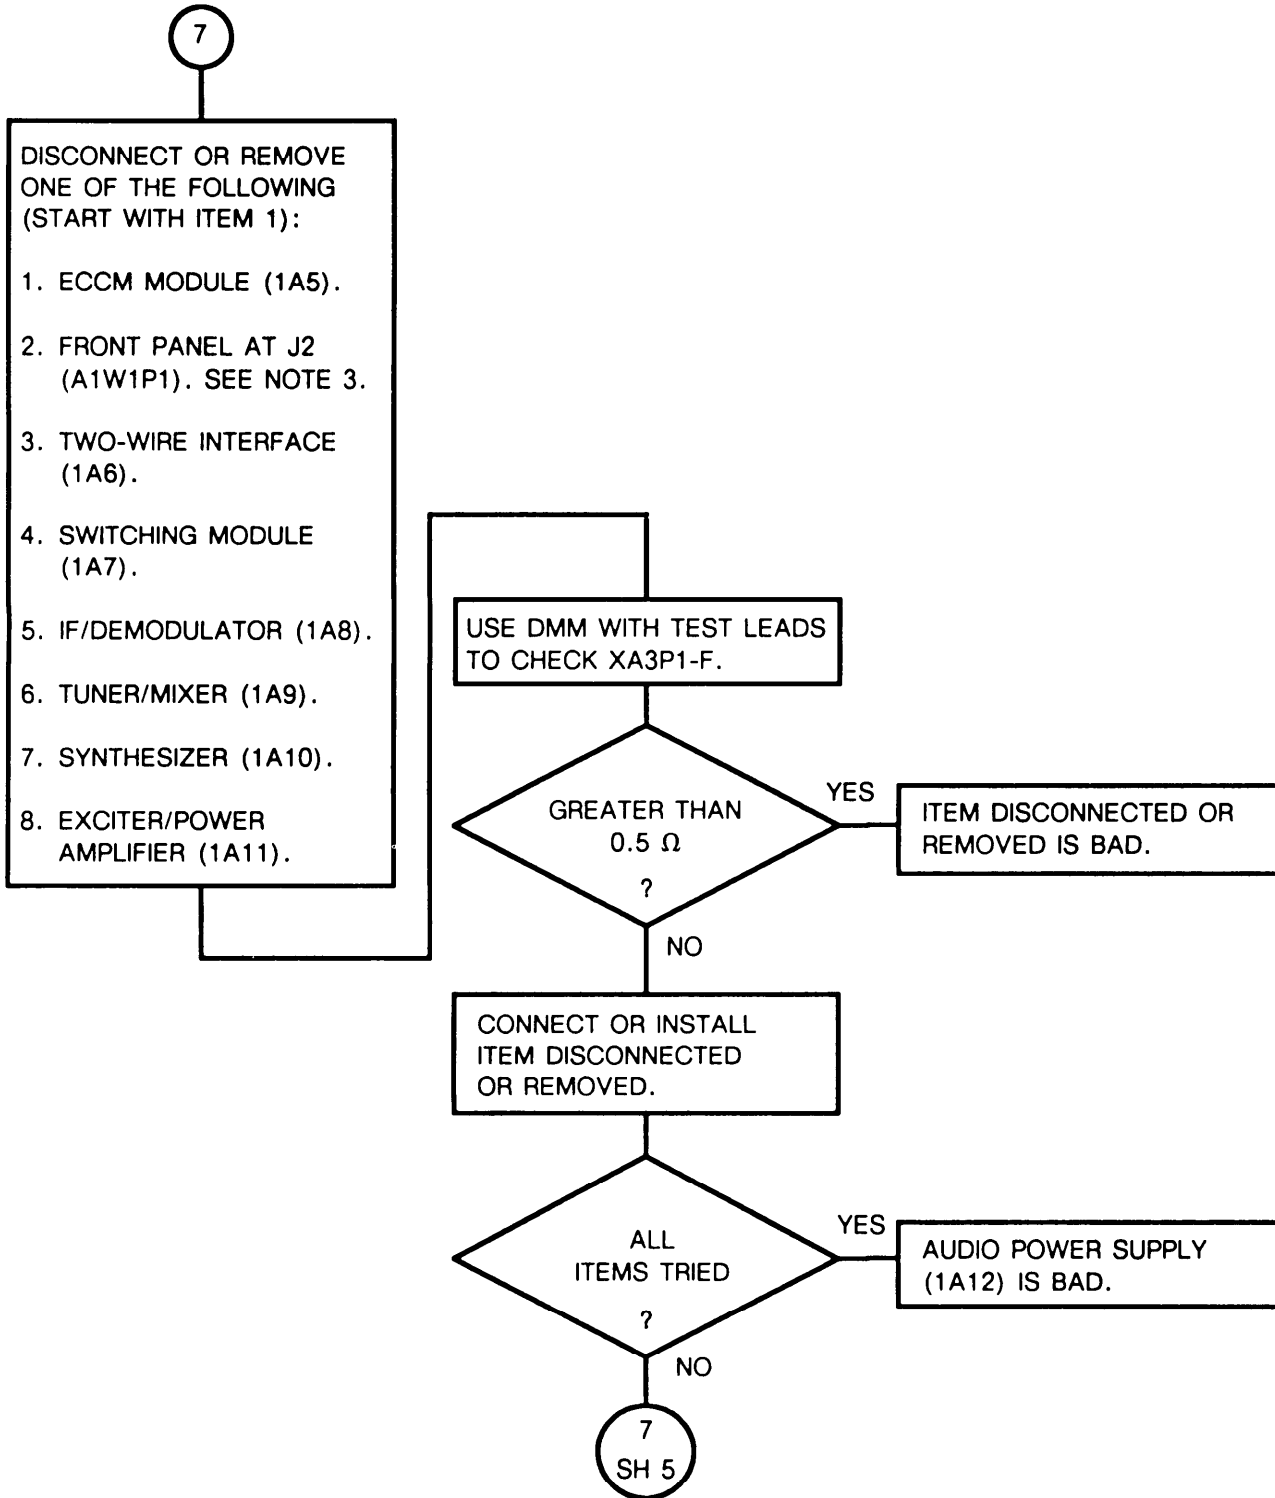 7
DISCONNECT OR REMOVE
ONE OF THE FOLLOWING
(START WITH ITEM 1):
1. ECCM MODULE (1A5).
2. FRONT PANEL AT J2
(A1W1P1). SEE NOTE 3.
3. TWO-WIRE INTERFACE
(1A6).
4. SWITCHING MODULE
(1A7).
5. IF/DEMODULATOR (1A8).
6. TUNER/MIXER (1A9).
7. SYNTHESIZER (1A10).
8. EXCITER/POWER
AMPLIFIER (1A11).
USE DMM WITH TEST LEADS
TO CHECK XA3P1-F.
GREATER THAN
0.5 Ω
?
YES
ITEM DISCONNECTED OR
REMOVED IS BAD.
NO
CONNECT OR INSTALL
ITEM DISCONNECTED
OR REMOVED.
ALL
ITEMS TRIED
?
YES
AUDIO POWER SUPPLY
(1A12) IS BAD.
NO
7
SH 5